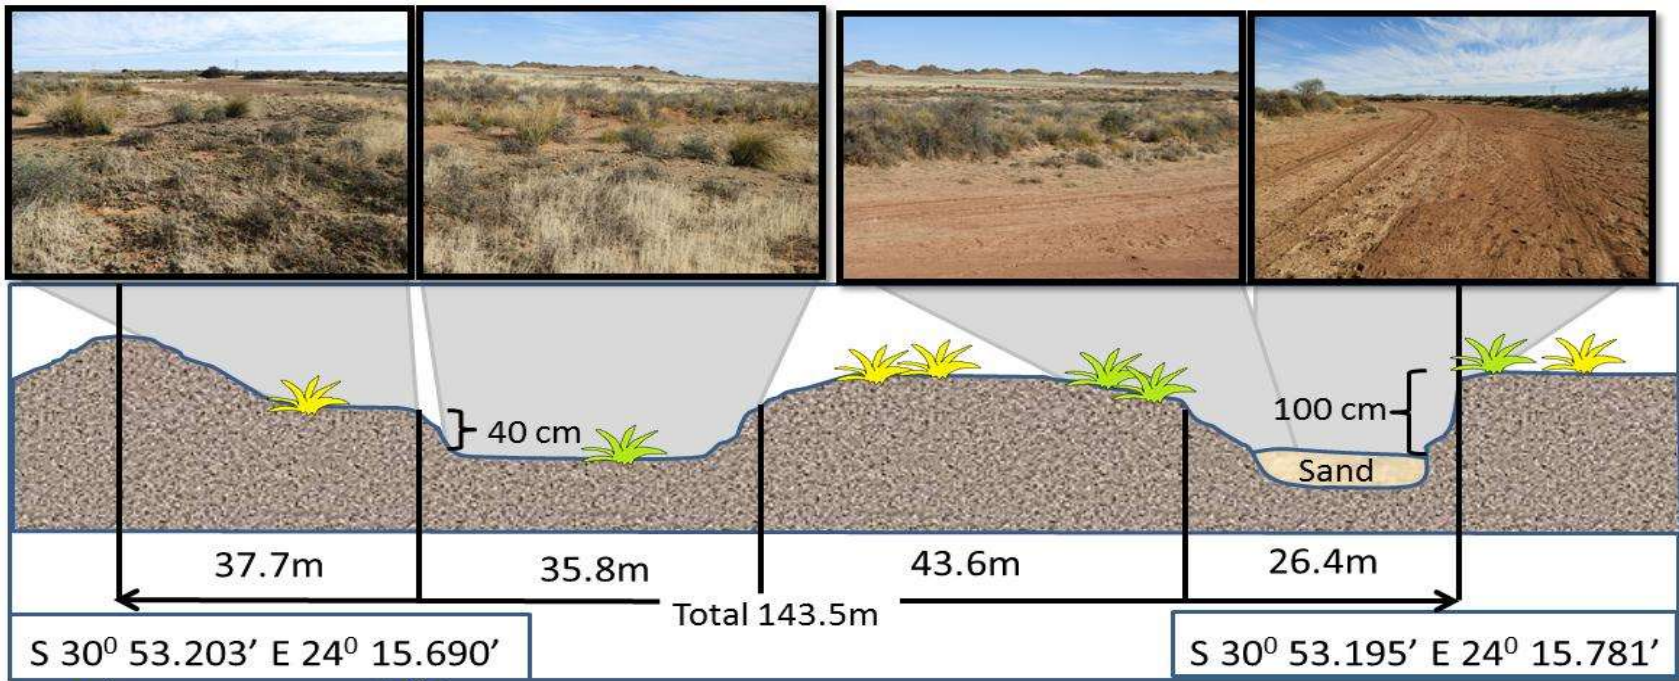 40 cm
100 cm
Sand
37.7m
35.8m
43.6m
26.4m
Total 143.5m
S 30⁰ 53.203’ E 24⁰ 15.690’
S 30⁰ 53.195’ E 24⁰ 15.781’